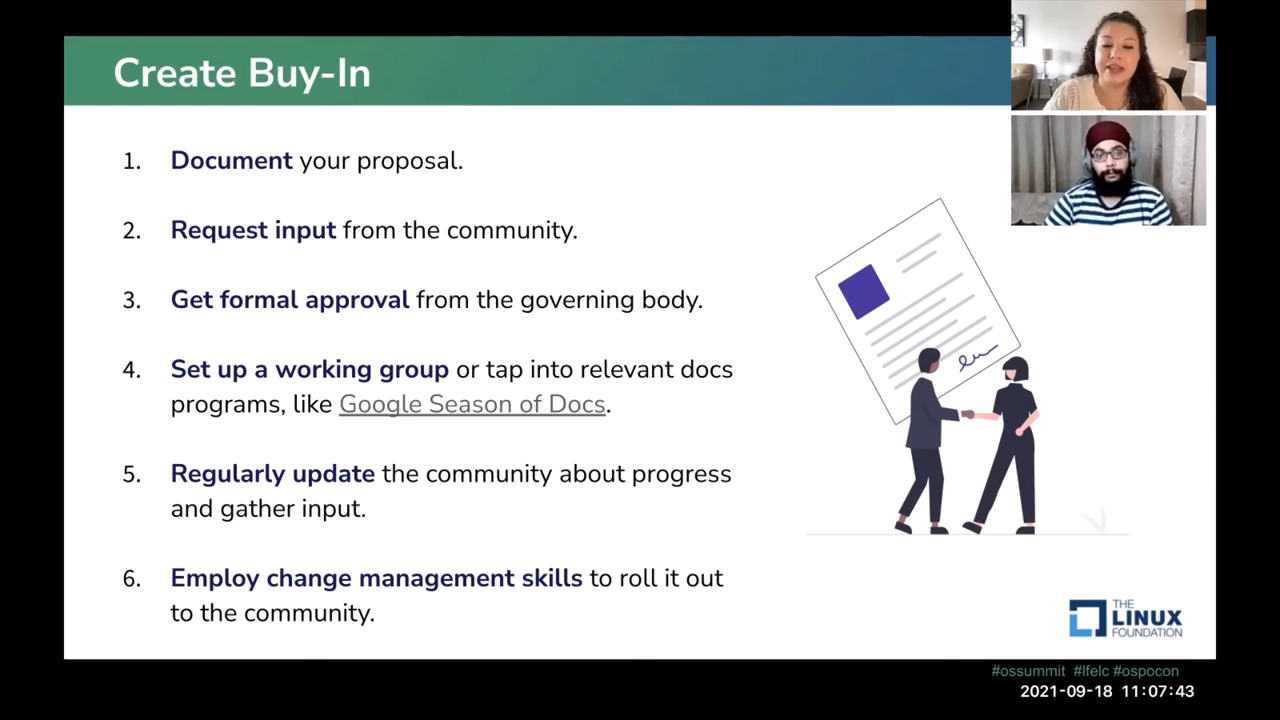 Create Buy-In
1. Document your proposal.
2. Request input from the community.
3. Get formal approval from the governing body.
4. Set up a working group or tap into relevant docs
programs, like Google Season of Docs.
5. Regularly update the community about progress
and gather input.
6. Employ change management skills to roll it out
to the community.
THE
LINUX
FOUNDATION
#ossummit #lfelc #ospocon
2021-09-18 11:07:43